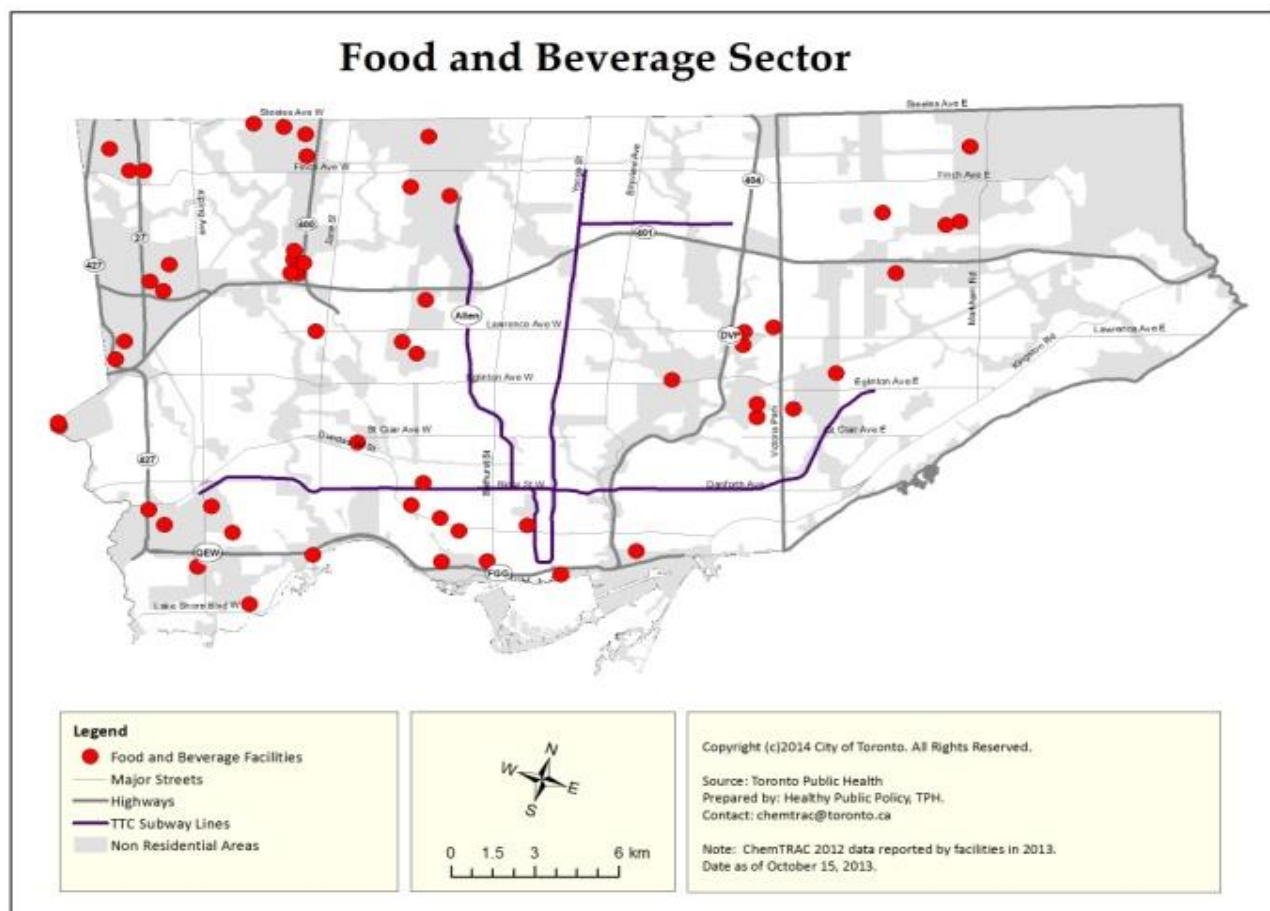 Food and Beverage Sector
Steeles Ave W
Steeles Ave E
Finch Ave W
Finch Ave E
Yonge St
Bayview Ave
404
27
400
Jane St
401
427
Markham Rd
Allen
Lawrence Ave W
DVP
Lawrence Ave E
Kingston Rd
Eglinton Ave W
Eglinton Ave E
St Clair Ave W
St Clair Ave E
Dundas St
Victoria Park
427
Bathurst St
Bloor St W
Danforth Ave
QEW
FGG
Lake Shore Blvd W
Legend
Food and Beverage Facilities
Major Streets
Highways
TTC Subway Lines
Non Residential Areas
N
W
E
S
0 1.5 3 6 km
Copyright (c)2014 City of Toronto. All Rights Reserved.
Source: Toronto Public Health
Prepared by: Healthy Public Policy, TPH.
Contact: chemtrac@toronto.ca
Note: ChemTRAC 2012 data reported by facilities in 2013.
Date as of October 15, 2013.